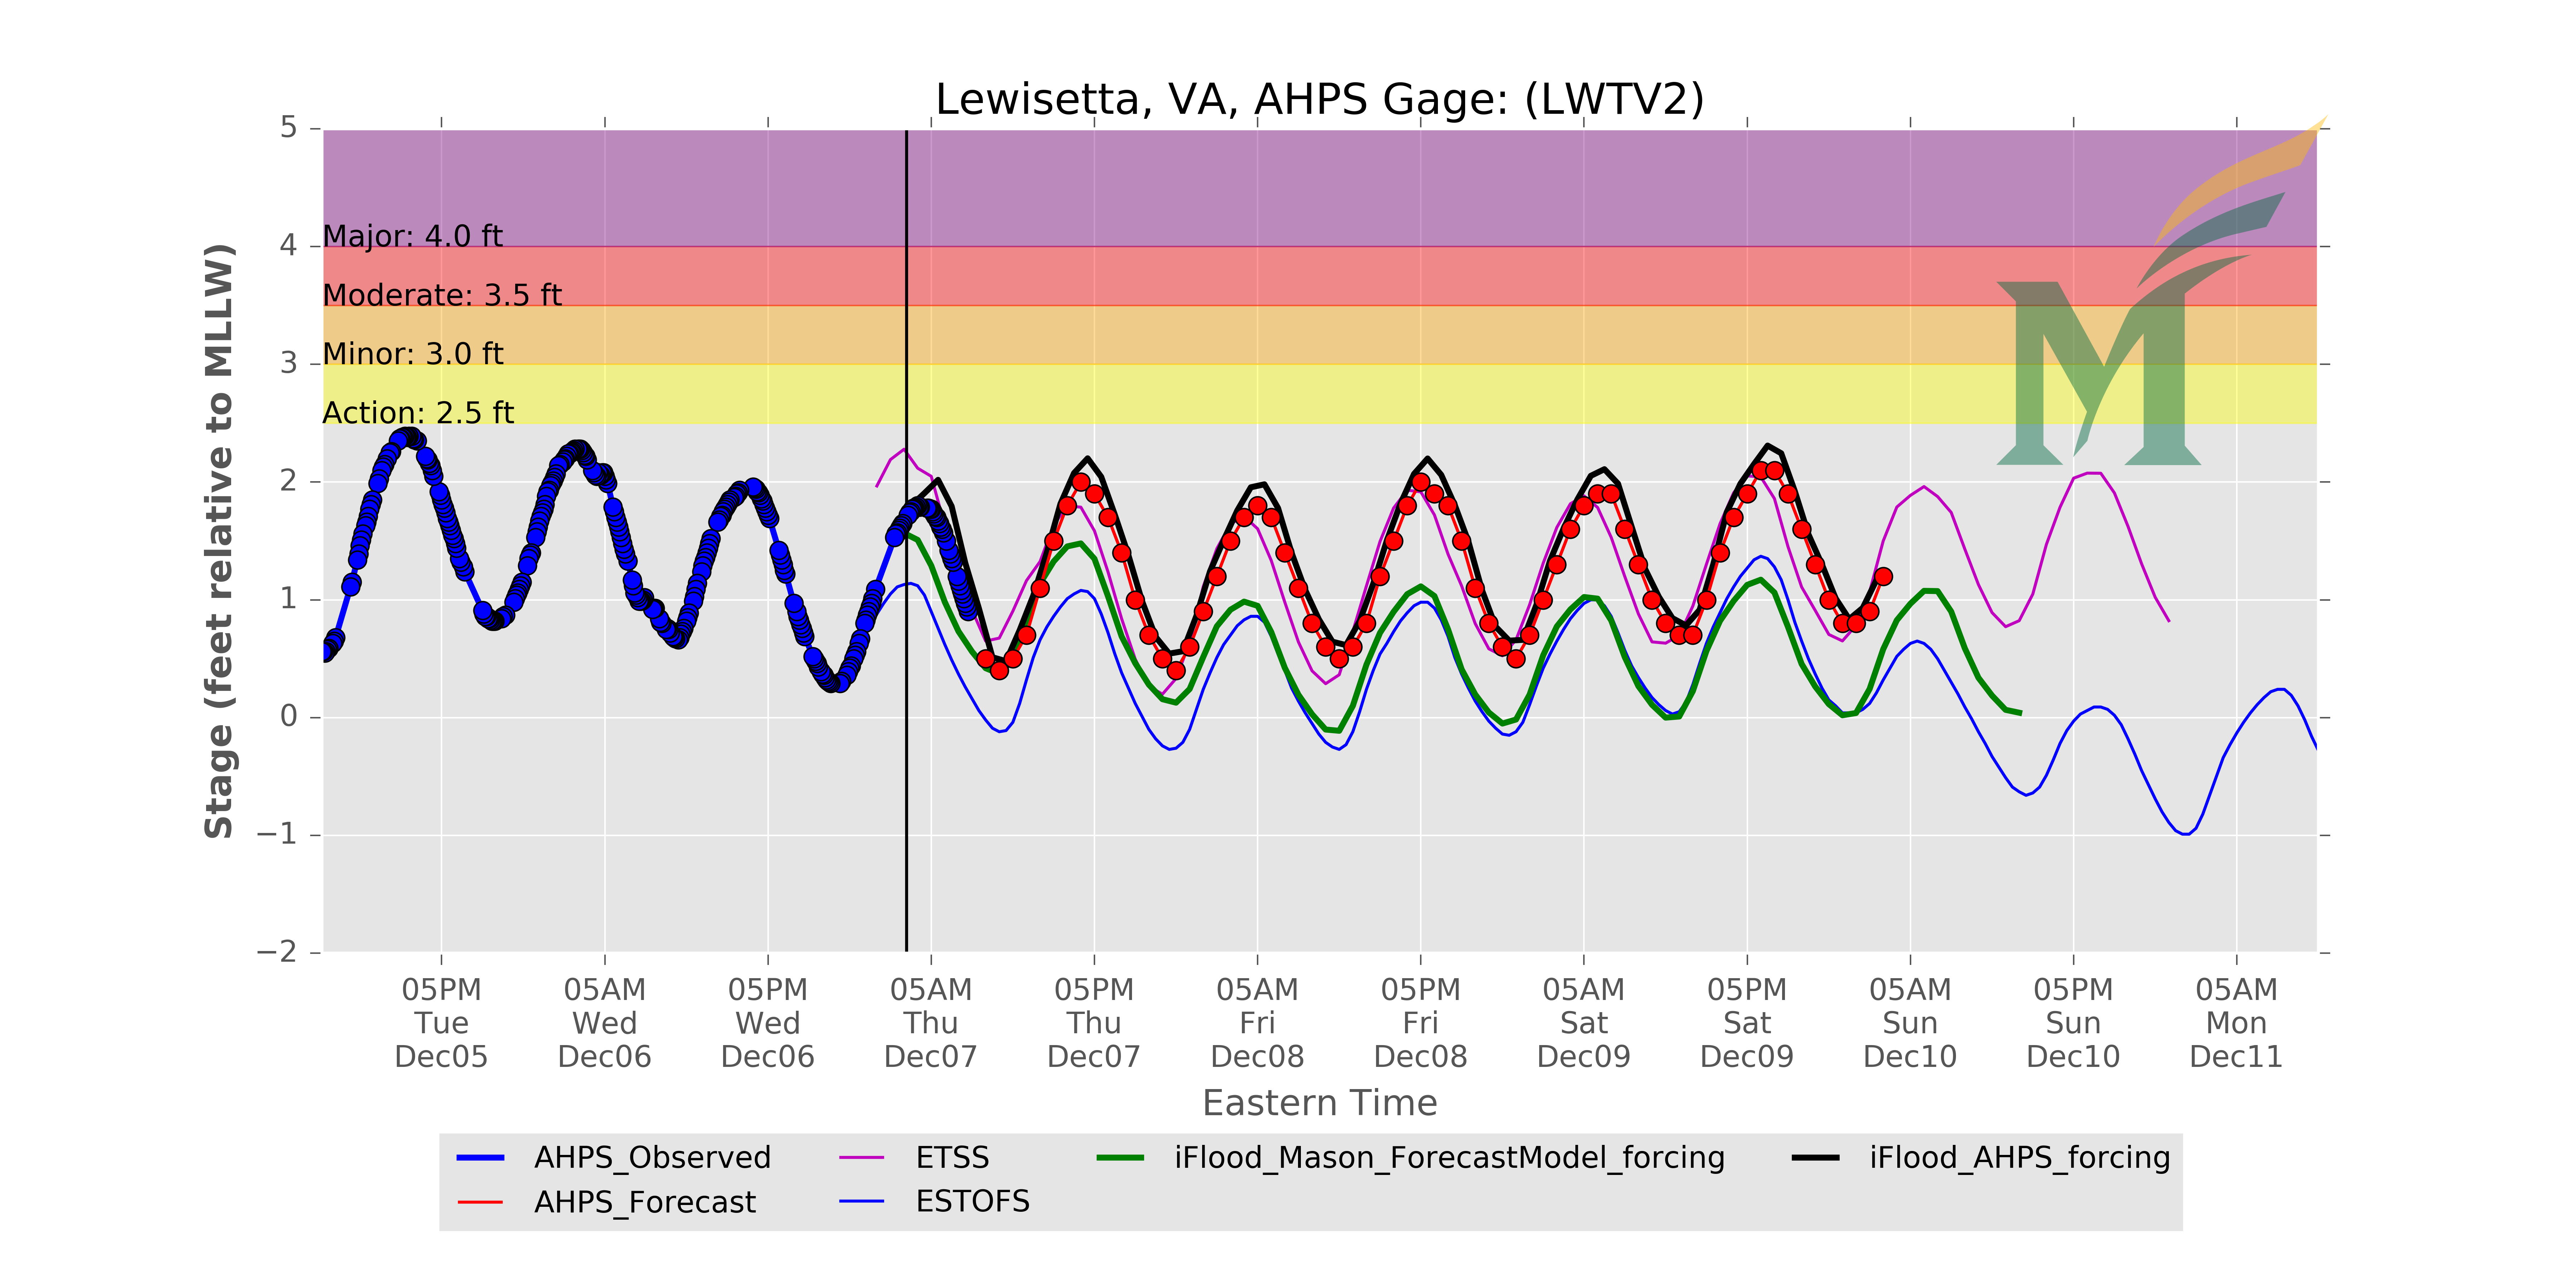 Lewisetta, VA, AHPS Gage: (LWTV2)
5
4
3
2
1
0
−1
−2
Stage (feet relative to MLLW)
Major: 4.0 ft
Moderate: 3.5 ft
Minor: 3.0 ft
Action: 2.5 ft
M
05PM 05AM 05PM 05AM 05PM 05AM 05PM 05AM 05PM 05AM 05PM 05AM
Tue Wed Wed Thu Thu Fri Fri Sat Sat Sun Sun Mon
Dec05 Dec06 Dec06 Dec07 Dec07 Dec08 Dec08 Dec09 Dec09 Dec10 Dec10 Dec11
Eastern Time
AHPS_Observed ETSS iFlood_Mason_ForecastModel_forcing iFlood_AHPS_forcing
AHPS_Forecast ESTOFS